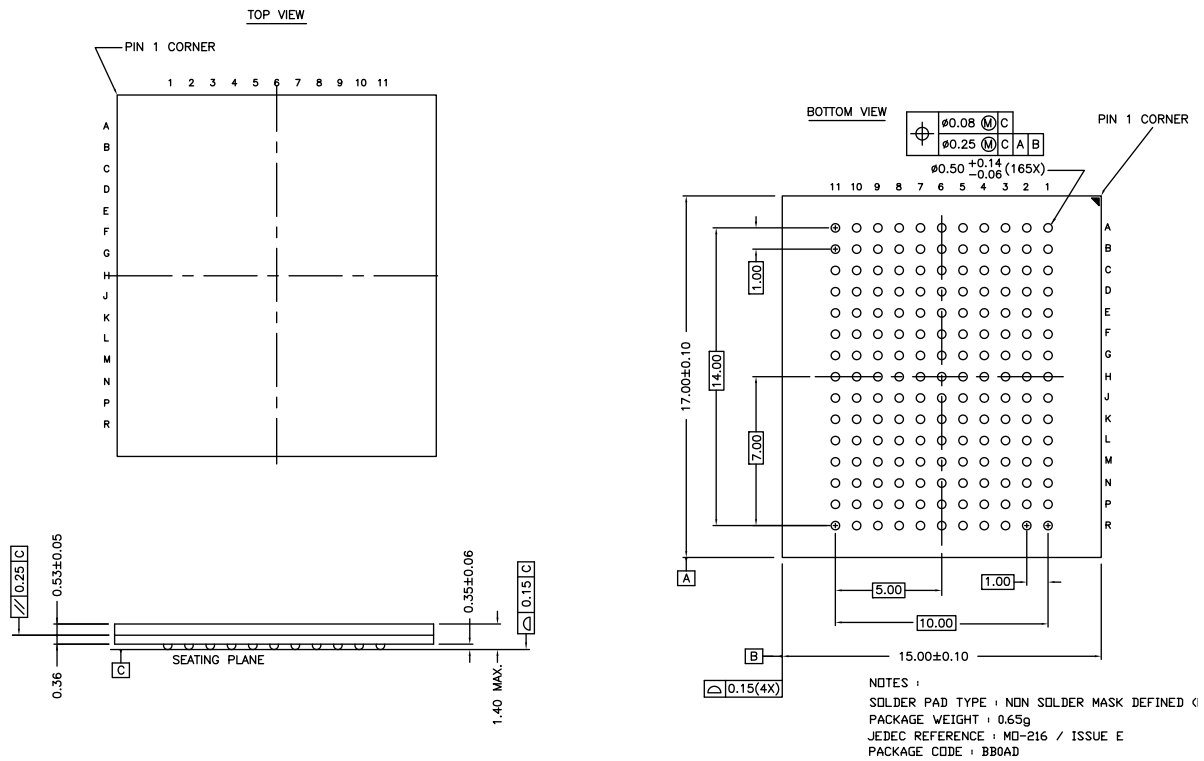 TOP VIEW
PIN 1 CORNER
1 2 3 4 5 6 7 8 9 10 11
A
B
C
D
E
F
G
H
J
K
L
M
N
P
R
BOTTOM VIEW
ø0.08 Ⓜ C
ø0.25 Ⓜ C A B
PIN 1 CORNER
ø0.50 +0.14 -0.06 (165X)
11 10 9 8 7 6 5 4 3 2 1
A
B
C
D
E
F
G
H
J
K
L
M
N
P
R
1.00
17.00±0.10
14.00
7.00
A
5.00
1.00
10.00
B
15.00±0.10
0.15(4X)
// 0.25 C
0.53±0.05
0.35±0.06
0.15 C
SEATING PLANE
C
0.36
1.40 MAX.
NOTES :
SOLDER PAD TYPE : NON SOLDER MASK DEFINED (
PACKAGE WEIGHT : 0.65g
JEDEC REFERENCE : MO-216 / ISSUE E
PACKAGE CODE : BB0AD